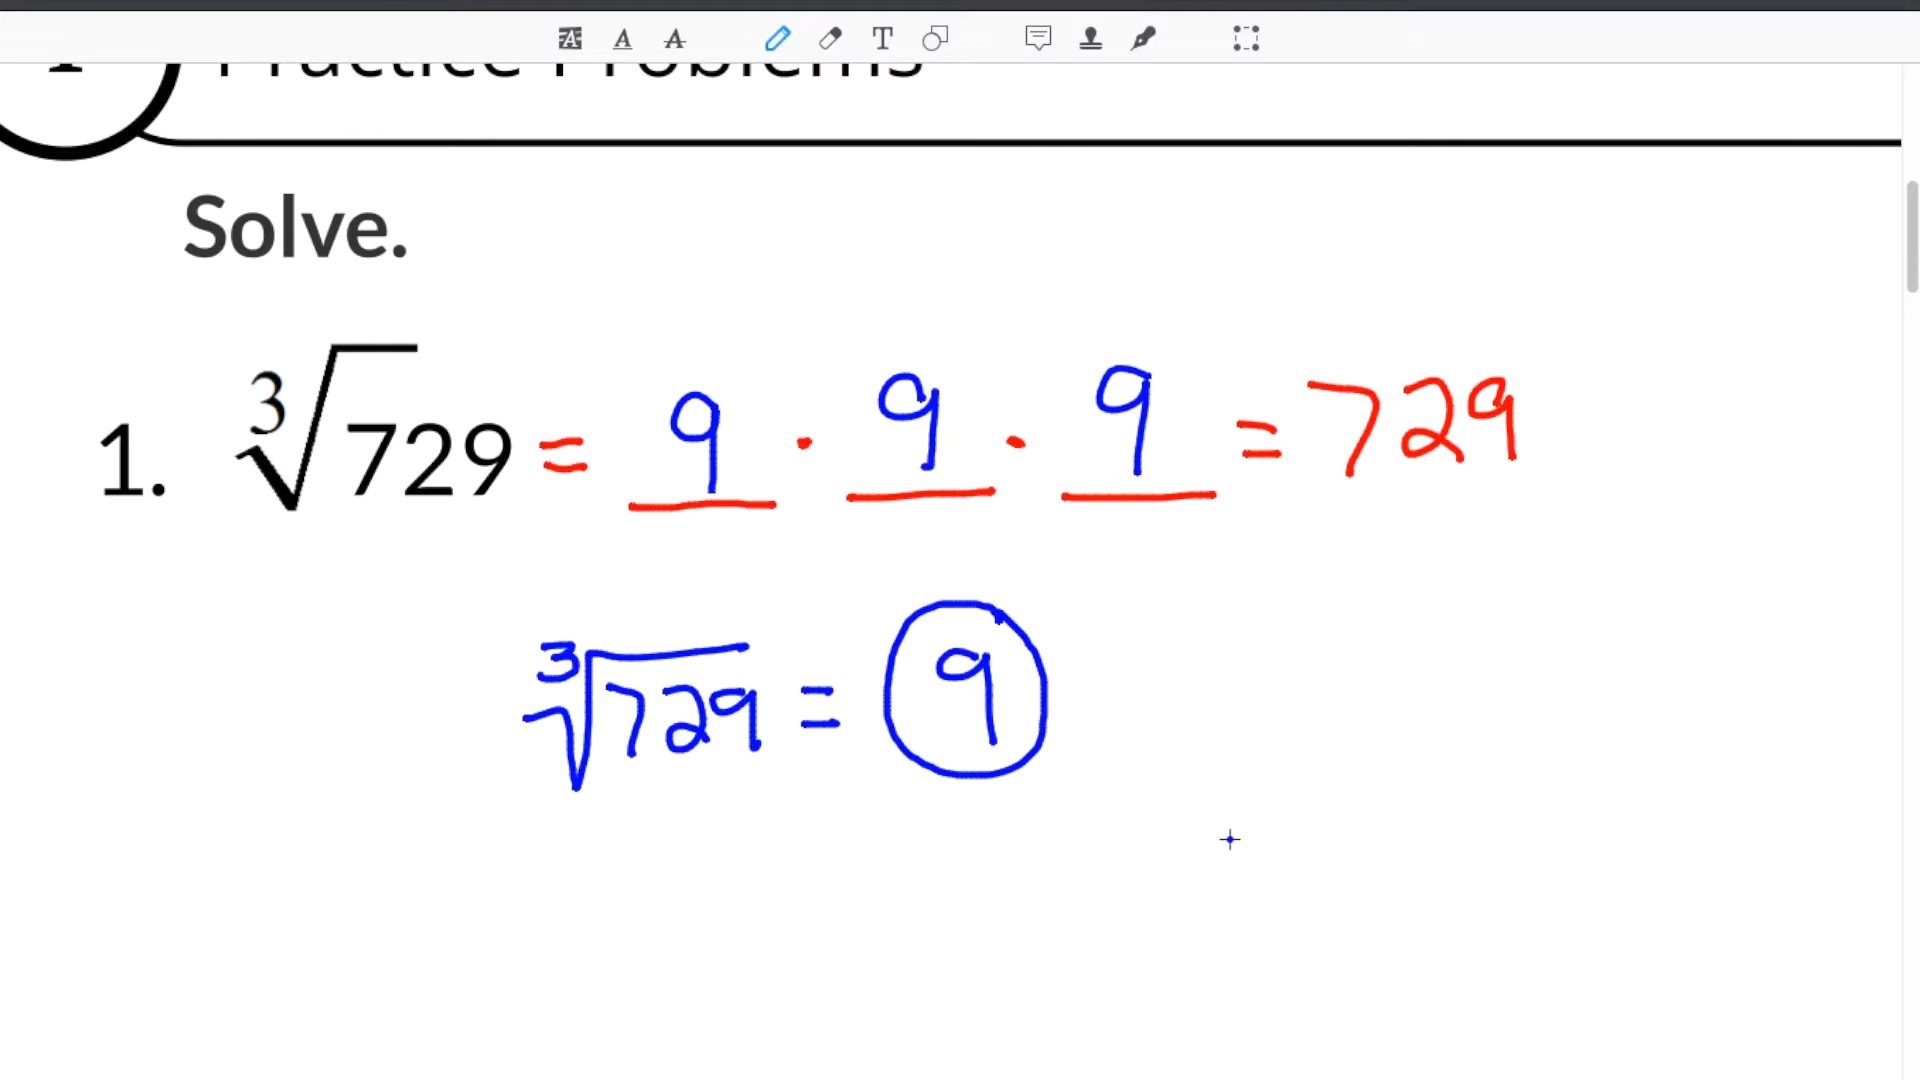 Practice Problems
Solve.
1. ∛729 = 9 · 9 · 9 = 729
∛729 = 9